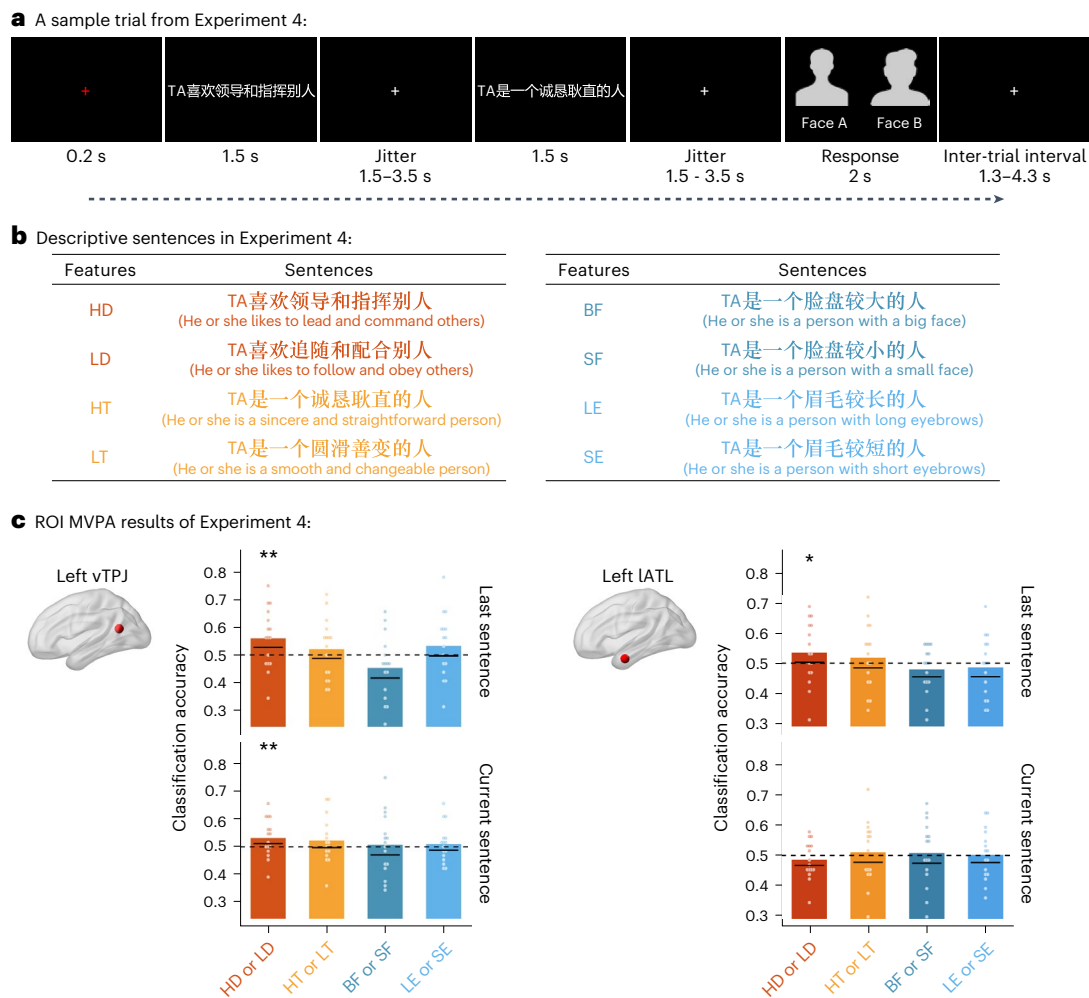 a A sample trial from Experiment 4:
+
TA喜欢领导和指挥别人
+
TA是一个诚恳耿直的人
+
Face A
Face B
+
0.2 s
1.5 s
Jitter
1.5–3.5 s
1.5 s
Jitter
1.5 - 3.5 s
Response
2 s
Inter-trial interval
1.3–4.3 s
b Descriptive sentences in Experiment 4:
Features Sentences
HD
TA喜欢领导和指挥别人
(He or she likes to lead and command others)
LD
TA喜欢追随和配合别人
(He or she likes to follow and obey others)
HT
TA是一个诚恳耿直的人
(He or she is a sincere and straightforward person)
LT
TA是一个圆滑善变的人
(He or she is a smooth and changeable person)
Features Sentences
BF
TA是一个脸盘较大的人
(He or she is a person with a big face)
SF
TA是一个脸盘较小的人
(He or she is a person with a small face)
LE
TA是一个眉毛较长的人
(He or she is a person with long eyebrows)
SE
TA是一个眉毛较短的人
(He or she is a person with short eyebrows)
c ROI MVPA results of Experiment 4:
Left vTPJ
Classification accuracy
**
0.8
0.7
0.6
0.5
0.4
0.3
Last sentence
**
0.8
0.7
0.6
0.5
0.4
0.3
Current sentence
HD or LD
HT or LT
BF or SF
LE or SE
Left lATL
Classification accuracy
*
0.8
0.7
0.6
0.5
0.4
0.3
Last sentence
0.8
0.7
0.6
0.5
0.4
0.3
Current sentence
HD or LD
HT or LT
BF or SF
LE or SE